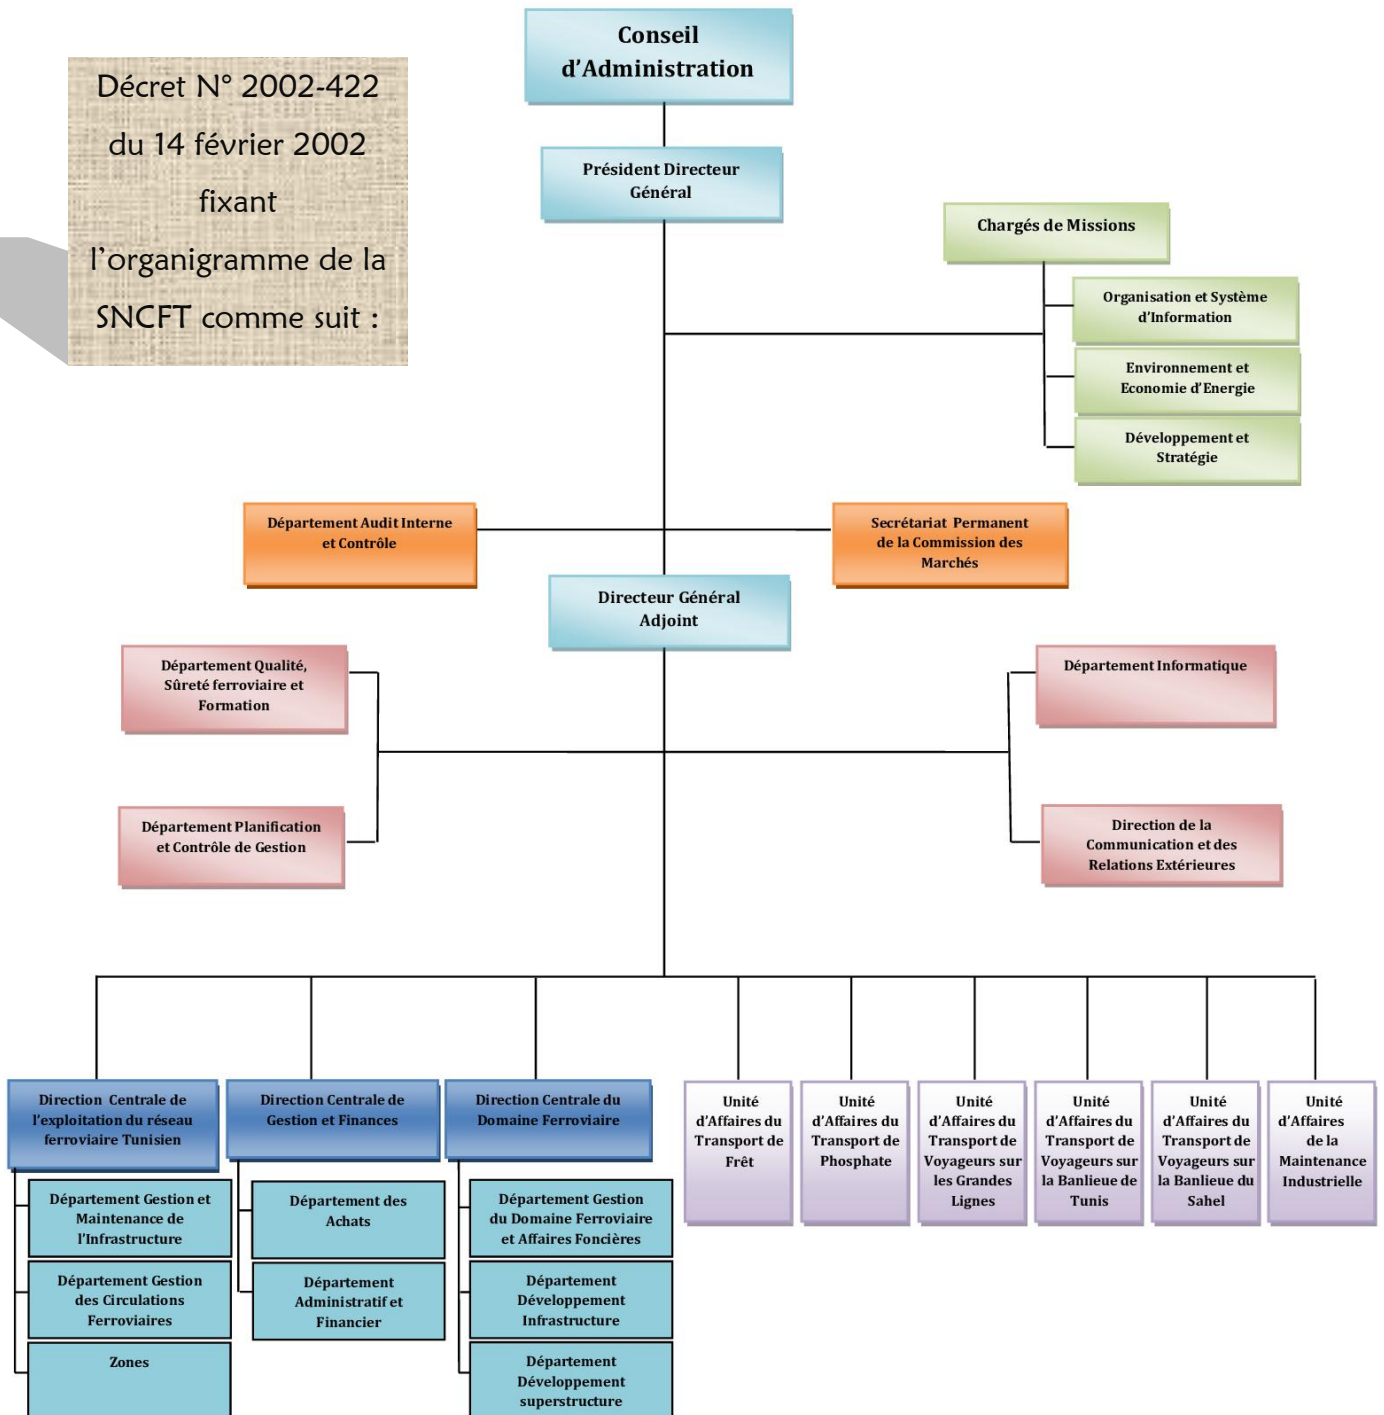 Décret N° 2002-422
du 14 février 2002
fixant
l'organigramme de la
SNCFT comme suit :
Conseil
d'Administration
Président Directeur
Général
Chargés de Missions
Organisation et Système
d'Information
Environnement et
Economie d'Energie
Développement et
Stratégie
Département Audit Interne
et Contrôle
Secrétariat Permanent
de la Commission des
Marchés
Directeur Général
Adjoint
Département Qualité,
Sûreté ferroviaire et
Formation
Département Informatique
Département Planification
et Contrôle de Gestion
Direction de la
Communication et des
Relations Extérieures
Direction Centrale de
l'exploitation du réseau
ferroviaire Tunisien
Direction Centrale de
Gestion et Finances
Direction Centrale du
Domaine Ferroviaire
Unité
d'Affaires du
Transport de
Frêt
Unité
d'Affaires du
Transport de
Phosphate
Unité
d'Affaires du
Transport de
Voyageurs sur
les Grandes
Lignes
Unité
d'Affaires du
Transport de
Voyageurs sur
la Banlieue de
Tunis
Unité
d'Affaires du
Transport de
Voyageurs sur
la Banlieue du
Sahel
Unité
d'Affaires
de la
Maintenance
Industrielle
Département Gestion et
Maintenance de
l'Infrastructure
Département Gestion
des Circulations
Ferroviaires
Zones
Département des
Achats
Département
Administratif et
Financier
Département Gestion
du Domaine Ferroviaire
et Affaires Foncières
Département
Développement
Infrastructure
Département
Développement
superstructure